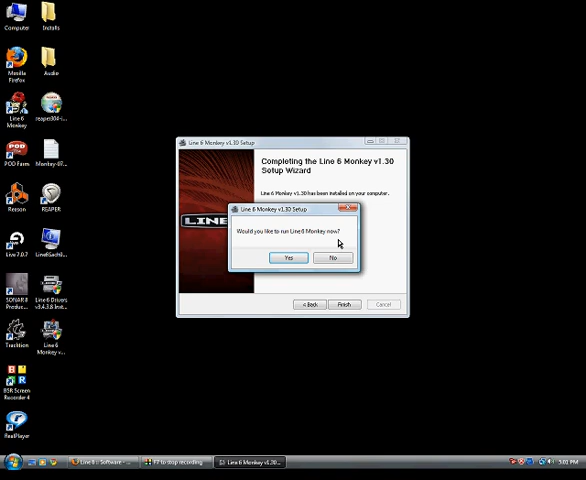 Computer
Installs
Mozilla
Firefox
Audio
Line 6
Monkey
reaper304-i...
POD Farm
Monkey-07...
Reason
REAPER
Live 7.0.7
SONAR 8
Produc...
Line 6 Drivers
v3.4.3.8 Inst...
Tracktion
Line 6
Monkey v...
BSR Screen
Recorder 4
RealPlayer
Line 6 Monkey v1.30 Setup
Completing the Line 6 Monkey v1.30
Setup Wizard
Line 6 Monkey v1.30 has been installed on your computer.
LINE
Line 6 Monkey v1.30 Setup
Would you like to run Line 6 Monkey now?
Yes
No
< Back
Finish
Cancel
Line 6 : Software - ...
F7 to stop recording
Line 6 Monkey v1.30...
5:01 PM